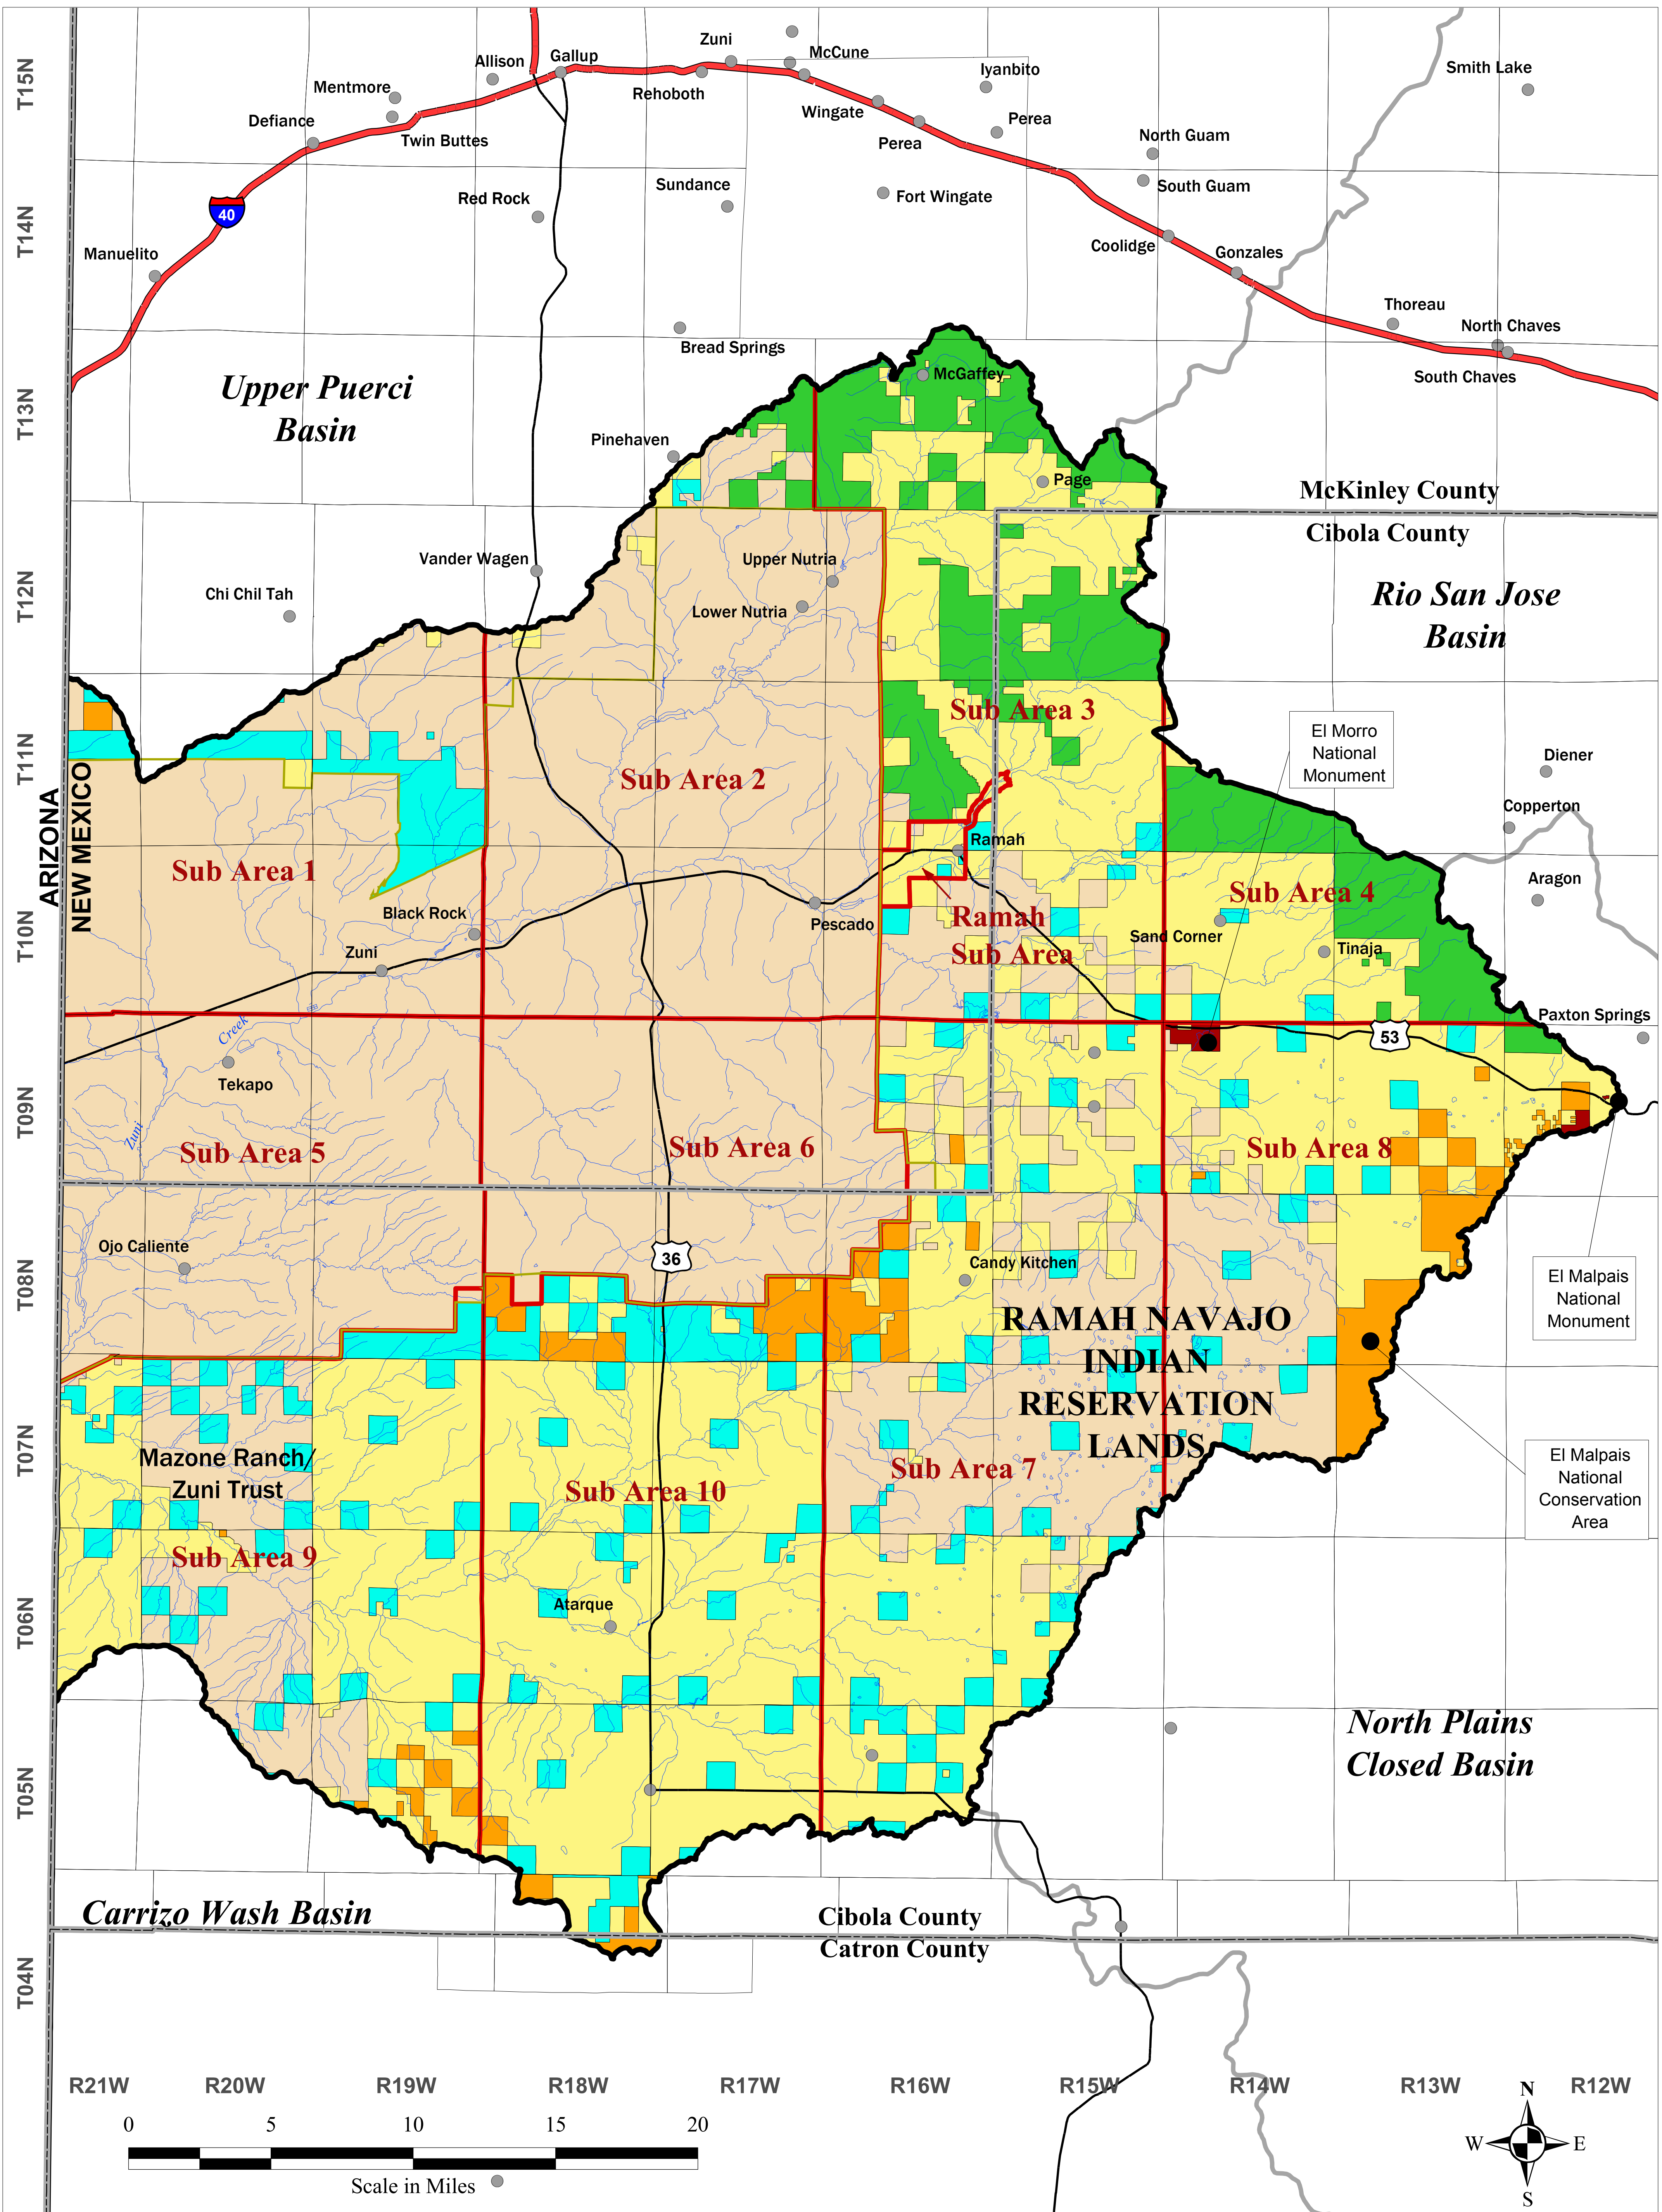 T15N
Allison
Gallup
Zuni
McCune
Iyanbito
Smith Lake
Mentmore
Rehoboth
Wingate
Perea
Defiance
Twin Buttes
Perea
North Guam
T14N
40
Red Rock
Sundance
Fort Wingate
South Guam
Manuelito
Coolidge
Gonzales
Thoreau
North Chaves
Bread Springs
South Chaves
T13N
Upper Puerci
Basin
McGaffey
Pinehaven
Page
McKinley County
Cibola County
T12N
Vander Wagen
Upper Nutria
Chi Chil Tah
Lower Nutria
Rio San Jose
Basin
T11N
Sub Area 3
El Morro
National
Monument
Diener
Sub Area 2
Copperton
ARIZONA
NEW MEXICO
Sub Area 1
Ramah
Aragon
T10N
Black Rock
Pescado
Ramah
Sub Area
Sub Area 4
Sand Corner
Tinaja
Zuni
Paxton Springs
53
Creek
Tekapo
Zuni
T09N
Sub Area 5
Sub Area 6
Sub Area 8
T08N
Ojo Caliente
36
Candy Kitchen
El Malpais
National
Monument
RAMAH NAVAJO
INDIAN
RESERVATION
LANDS
T07N
Mazone Ranch/
Zuni Trust
Sub Area 10
Sub Area 7
El Malpais
National
Conservation
Area
Sub Area 9
T06N
Atarque
North Plains
Closed Basin
T05N
Carrizo Wash Basin
Cibola County
Catron County
T04N
R21W
R20W
R19W
R18W
R17W
R16W
R15W
R14W
R13W
R12W
0
5
10
15
20
Scale in Miles
N
W
E
S